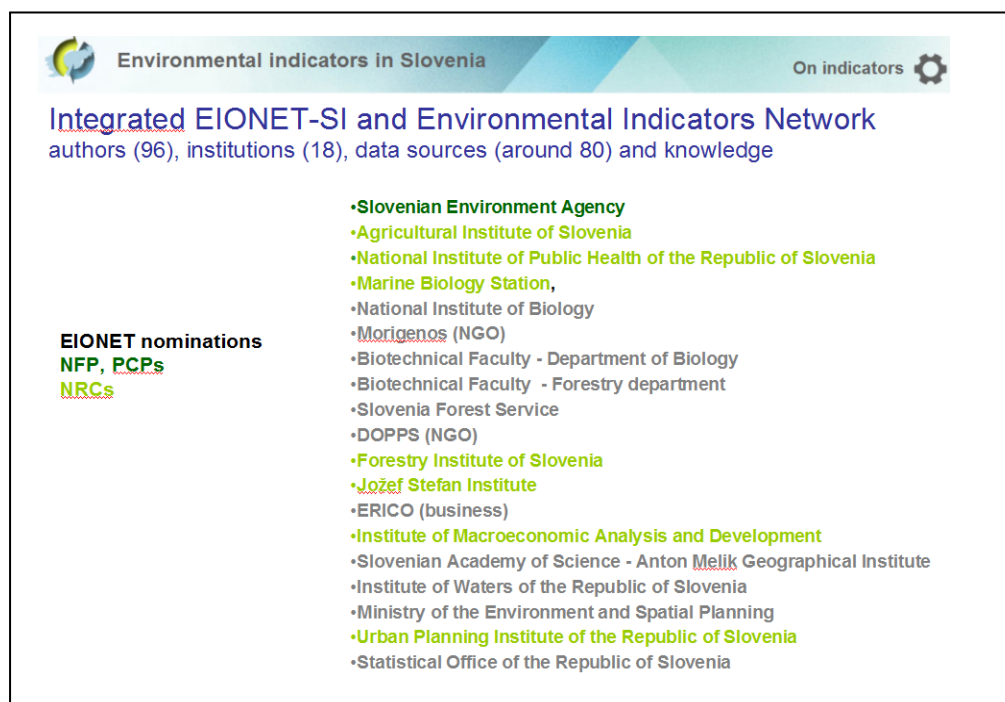 Environmental indicators in Slovenia
On indicators
Integrated EIONET-SI and Environmental Indicators Network
authors (96), institutions (18), data sources (around 80) and knowledge
EIONET nominations
NFP, PCPs
NRCs
•Slovenian Environment Agency
•Agricultural Institute of Slovenia
•National Institute of Public Health of the Republic of Slovenia
•Marine Biology Station,
•National Institute of Biology
•Morigenos (NGO)
•Biotechnical Faculty - Department of Biology
•Biotechnical Faculty - Forestry department
•Slovenia Forest Service
•DOPPS (NGO)
•Forestry Institute of Slovenia
•Jožef Stefan Institute
•ERICO (business)
•Institute of Macroeconomic Analysis and Development
•Slovenian Academy of Science - Anton Melik Geographical Institute
•Institute of Waters of the Republic of Slovenia
•Ministry of the Environment and Spatial Planning
•Urban Planning Institute of the Republic of Slovenia
•Statistical Office of the Republic of Slovenia